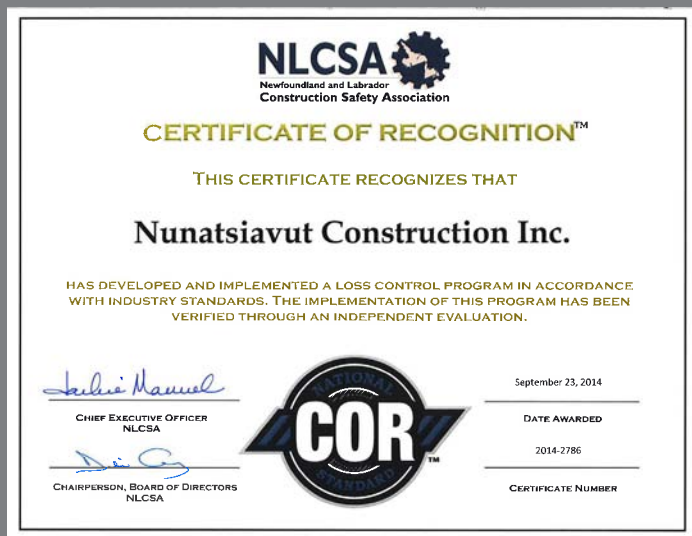 NLCSA
Newfoundland and Labrador
Construction Safety Association
CERTIFICATE OF RECOGNITION™
THIS CERTIFICATE RECOGNIZES THAT
Nunatsiavut Construction Inc.
HAS DEVELOPED AND IMPLEMENTED A LOSS CONTROL PROGRAM IN ACCORDANCE
WITH INDUSTRY STANDARDS. THE IMPLEMENTATION OF THIS PROGRAM HAS BEEN
VERIFIED THROUGH AN INDEPENDENT EVALUATION.
Jackie Manuel
CHIEF EXECUTIVE OFFICER
NLCSA
CHAIRPERSON, BOARD OF DIRECTORS
NLCSA
NATIONAL
COR™
STANDARD
September 23, 2014
DATE AWARDED
2014-2786
CERTIFICATE NUMBER